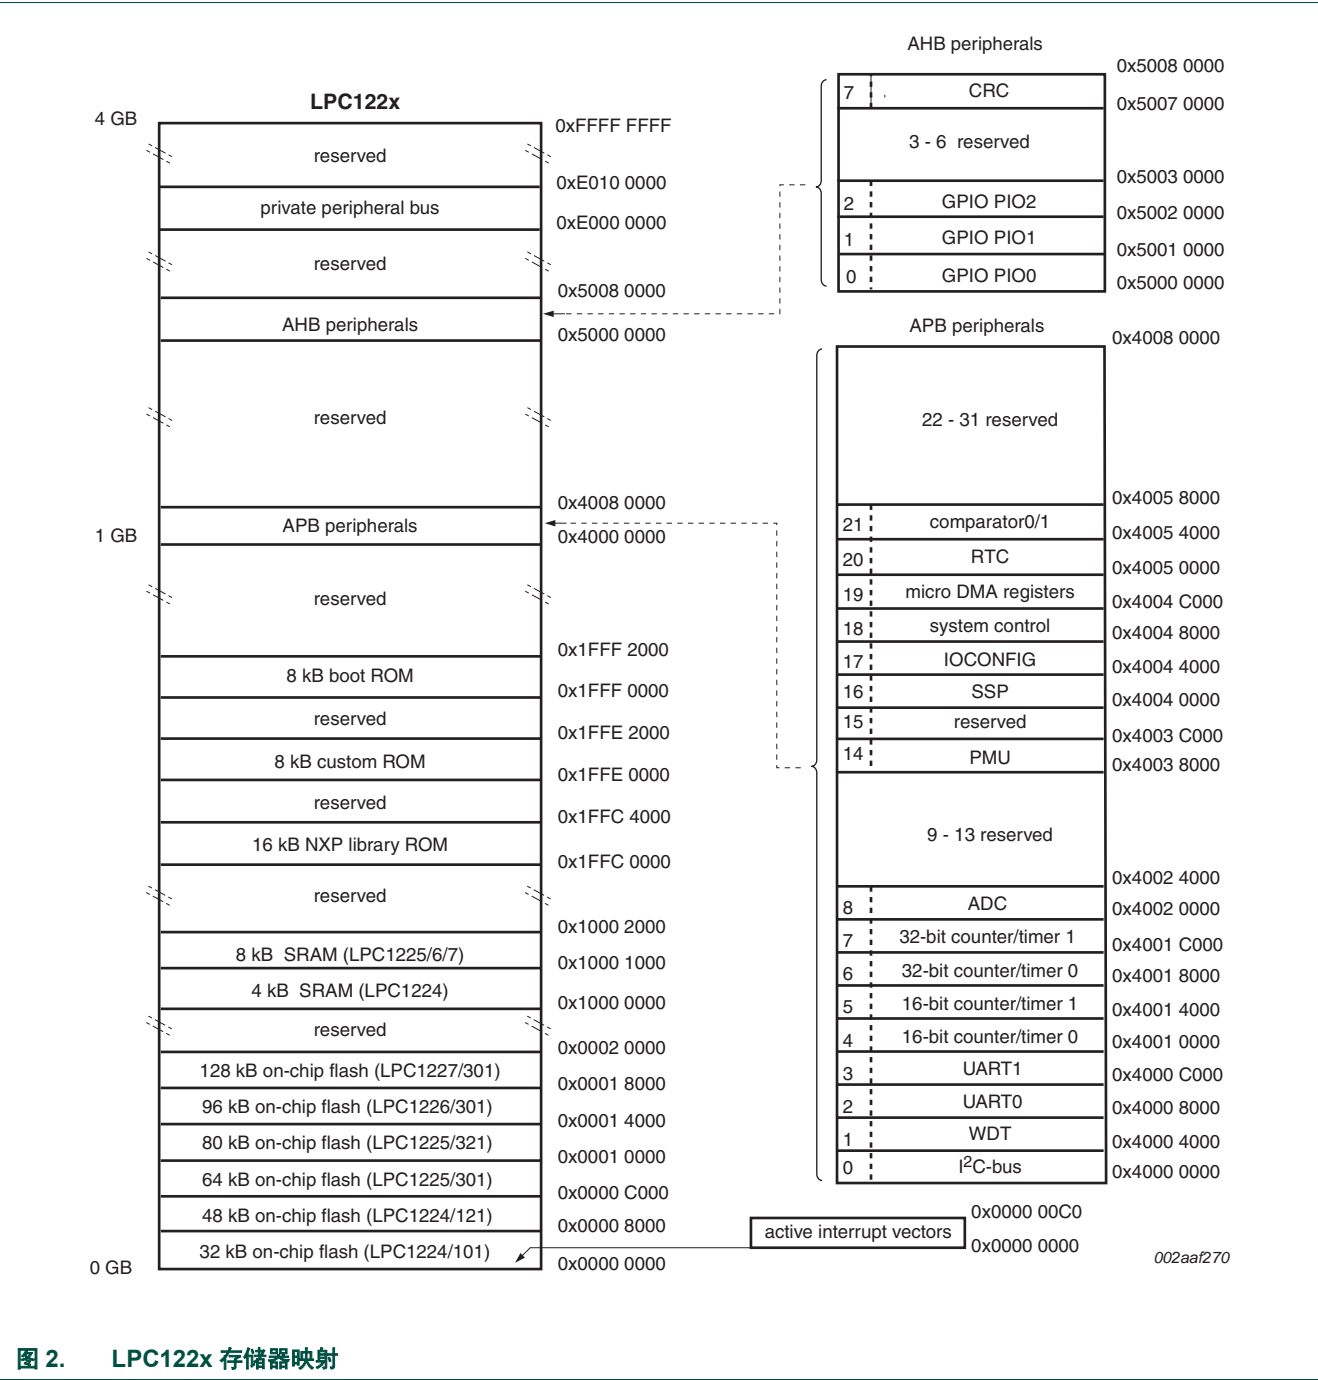 LPC122x
4 GB
0xFFFF FFFF
reserved
0xE010 0000
private peripheral bus
0xE000 0000
reserved
0x5008 0000
AHB peripherals
0x5000 0000
reserved
0x4008 0000
APB peripherals
1 GB
0x4000 0000
reserved
0x1FFF 2000
8 kB boot ROM
0x1FFF 0000
reserved
0x1FFE 2000
8 kB custom ROM
0x1FFE 0000
reserved
0x1FFC 4000
16 kB NXP library ROM
0x1FFC 0000
reserved
0x1000 2000
8 kB SRAM (LPC1225/6/7)
0x1000 1000
4 kB SRAM (LPC1224)
0x1000 0000
reserved
0x0002 0000
128 kB on-chip flash (LPC1227/301)
0x0001 8000
96 kB on-chip flash (LPC1226/301)
0x0001 4000
80 kB on-chip flash (LPC1225/321)
0x0001 0000
64 kB on-chip flash (LPC1225/301)
0x0000 C000
48 kB on-chip flash (LPC1224/121)
0x0000 8000
32 kB on-chip flash (LPC1224/101)
0 GB
0x0000 0000
AHB peripherals
0x5008 0000
7 CRC
0x5007 0000
3 - 6 reserved
0x5003 0000
2 GPIO PIO2
0x5002 0000
1 GPIO PIO1
0x5001 0000
0 GPIO PIO0
0x5000 0000
APB peripherals
0x4008 0000
22 - 31 reserved
0x4005 8000
21 comparator0/1
0x4005 4000
20 RTC
0x4005 0000
19 micro DMA registers
0x4004 C000
18 system control
0x4004 8000
17 IOCONFIG
0x4004 4000
16 SSP
0x4004 0000
15 reserved
0x4003 C000
14 PMU
0x4003 8000
9 - 13 reserved
0x4002 4000
8 ADC
0x4002 0000
7 32-bit counter/timer 1
0x4001 C000
6 32-bit counter/timer 0
0x4001 8000
5 16-bit counter/timer 1
0x4001 4000
4 16-bit counter/timer 0
0x4001 0000
3 UART1
0x4000 C000
2 UART0
0x4000 8000
1 WDT
0x4000 4000
0 I2C-bus
0x4000 0000
0x0000 00C0
active interrupt vectors
0x0000 0000
002aaf270
图 2. LPC122x 存储器映射